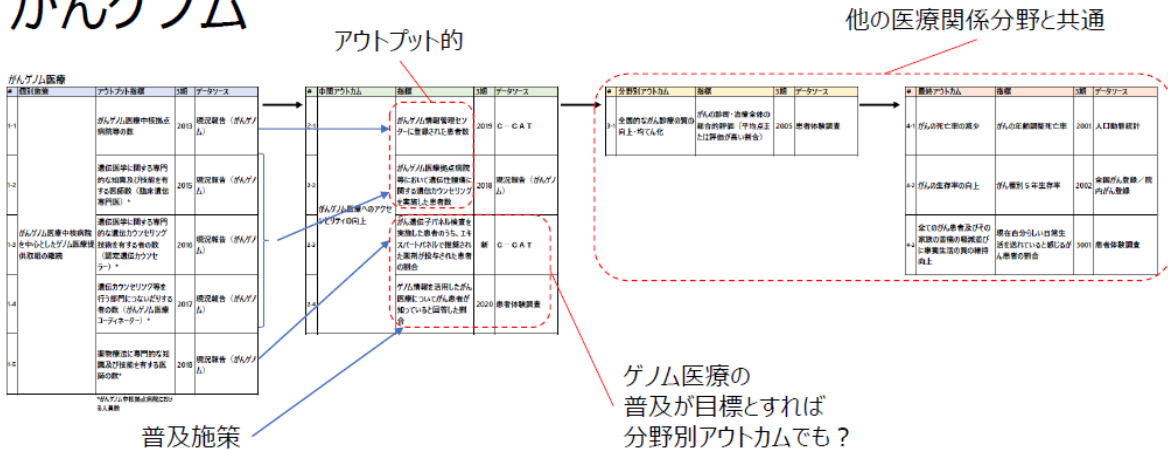 がんゲノム
他の医療関係分野と共通
アウトプット的
がんゲノム医療
# 個別施策 アウトプット指標 3期 データソース
1-1 がんゲノム医療中核拠点
病院等の数 2013 現況報告（がんゲノ
ム）
1-2 遺伝医学に関する専門
的な知識及び技能を有
する医師数（臨床遺伝
専門医）* 2015 現況報告（がんゲノ
ム）
がんゲノム医療中核病院
を中心としたゲノム医療提
供取組の継続
1-3 遺伝医学に関する専門
的な遺伝カウンセリング
技術を有する者の数
（認定遺伝カウンセ
ラー）* 2016 現況報告（がんゲノ
ム）
1-4 遺伝カウンセリング等を
行う部門につないだりする
者の数（がんゲノム医療
コーディネーター）* 2017 現況報告（がんゲノ
ム）
1-5 薬物療法に専門的な知
識及び技能を有する医
師の数* 2018 現況報告（がんゲノ
ム）
*がんゲノム中核拠点病院におけ
る人員数
# 中間アウトカム 指標 3期 データソース
がんゲノム医療へのアクセ
シビリティの向上
2-1 がんゲノム情報管理セン
ターに登録された患者数 2019 C－CAT
がんゲノム医療拠点病院
等において遺伝性腫瘍に
関する遺伝カウンセリング
を実施した患者数 2018 現況報告（がんゲノ
ム）
がん遺伝子パネル検査を
実施した患者のうち、エキ
スパートパネルで推奨され
た薬剤が投与された患者
の割合 新 C－CAT
ゲノム情報を活用したがん
医療についてがん患者が
知っていると回答した割
合 2020 患者体験調査
# 分野別アウトカム 指標 3期 データソース
3-1 全国的ながん診療の質の
向上・均てん化 がんの診断・治療全体の
総合的評価（平均点ま
たは評価が高い割合） 2005 患者体験調査
# 最終アウトカム 指標 3期 データソース
4-1 がんの死亡率の減少 がんの年齢調整死亡率 2001 人口動態統計
4-2 がんの生存率の向上 がん種別５年生存率 2002 全国がん登録／院
内がん登録
全てのがん患者及びその
家族の苦痛の軽減並び
に療養生活の質の維持
向上 現在自分らしい日常生
活を送れていると感じるが
ん患者の割合 3001 患者体験調査
普及施策
ゲノム医療の
普及が目標とすれば
分野別アウトカムでも？